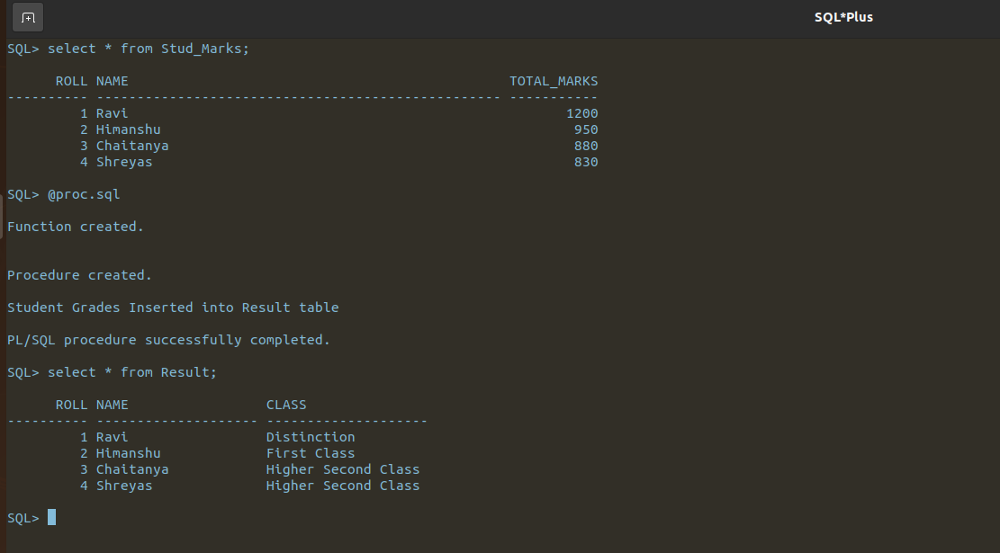 SQL*Plus
SQL> select * from Stud_Marks;
      ROLL NAME                                               TOTAL_MARKS
---------- -------------------------------------------------- -----------
         1 Ravi                                                      1200
         2 Himanshu                                                   950
         3 Chaitanya                                                  880
         4 Shreyas                                                    830
SQL> @proc.sql
Function created.
Procedure created.
Student Grades Inserted into Result table
PL/SQL procedure successfully completed.
SQL> select * from Result;
      ROLL NAME                 CLASS
---------- -------------------- --------------------
         1 Ravi                 Distinction
         2 Himanshu             First Class
         3 Chaitanya            Higher Second Class
         4 Shreyas              Higher Second Class
SQL>